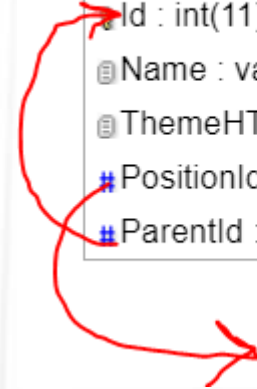 Id : int(11)
Name : va
ThemeHT
PositionId
ParentId :